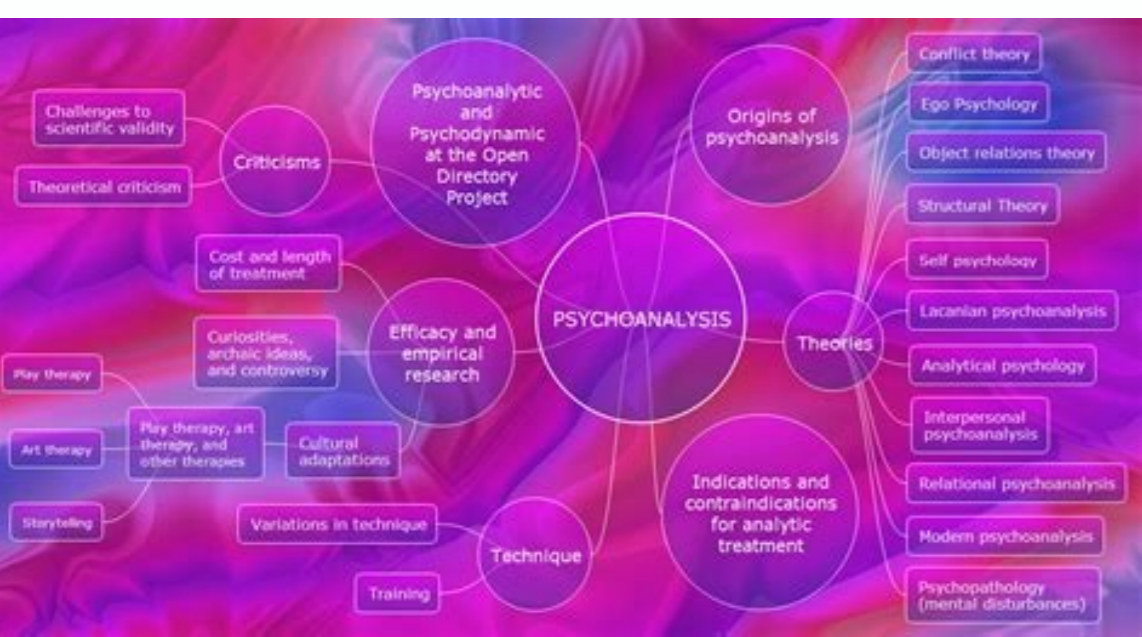 Challenges to
scientific validity
Theoretical criticism
Criticisms
Psychoanalytic
and
Psychodynamic
at the Open
Directory
Project
Origins of
psychoanalysis
PSYCHOANALYSIS
Cost and length
of treatment
Curiosities,
archaic ideas,
and controversy
Efficacy and
empirical
research
Play therapy
Art therapy
Storytelling
Play therapy, art
therapy, and
other therapies
Cultural
adaptations
Variations in technique
Training
Technique
Indications and
contraindications
for analytic
treatment
Theories
Conflict theory
Ego Psychology
Object relations theory
Structural Theory
Self psychology
Lacanian psychoanalysis
Analytical psychology
Interpersonal
psychoanalysis
Relational psychoanalysis
Modern psychoanalysis
Psychopathology
(mental disturbances)